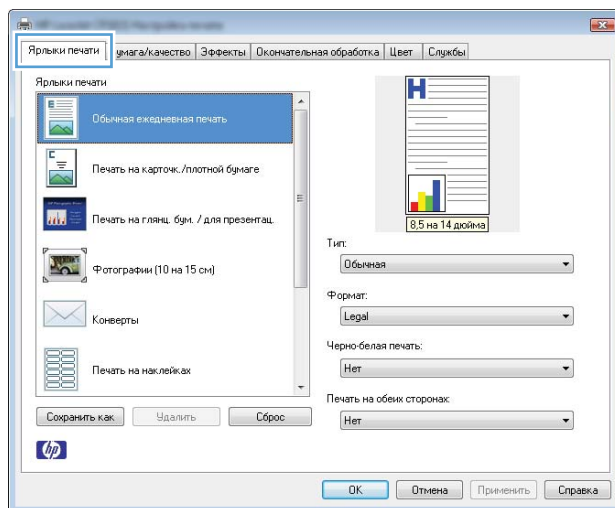 Ярлыки печати
умага/качество
Эффекты
Окончательная обработка
Цвет
Службы
Ярлыки печати
Обычная ежедневная печать
Печать на карточк./плотной бумаге
Печать на глянц. бум. / для презентац.
Фотографии (10 на 15 см)
Конверты
Печать на наклейках
Сохранить как
Удалить
Сброс
hp
H
8,5 на 14 дюйма
Тип:
Обычная
Формат:
Legal
Черно-белая печать:
Нет
Печать на обеих сторонах:
Нет
OK
Отмена
Применить
Справка